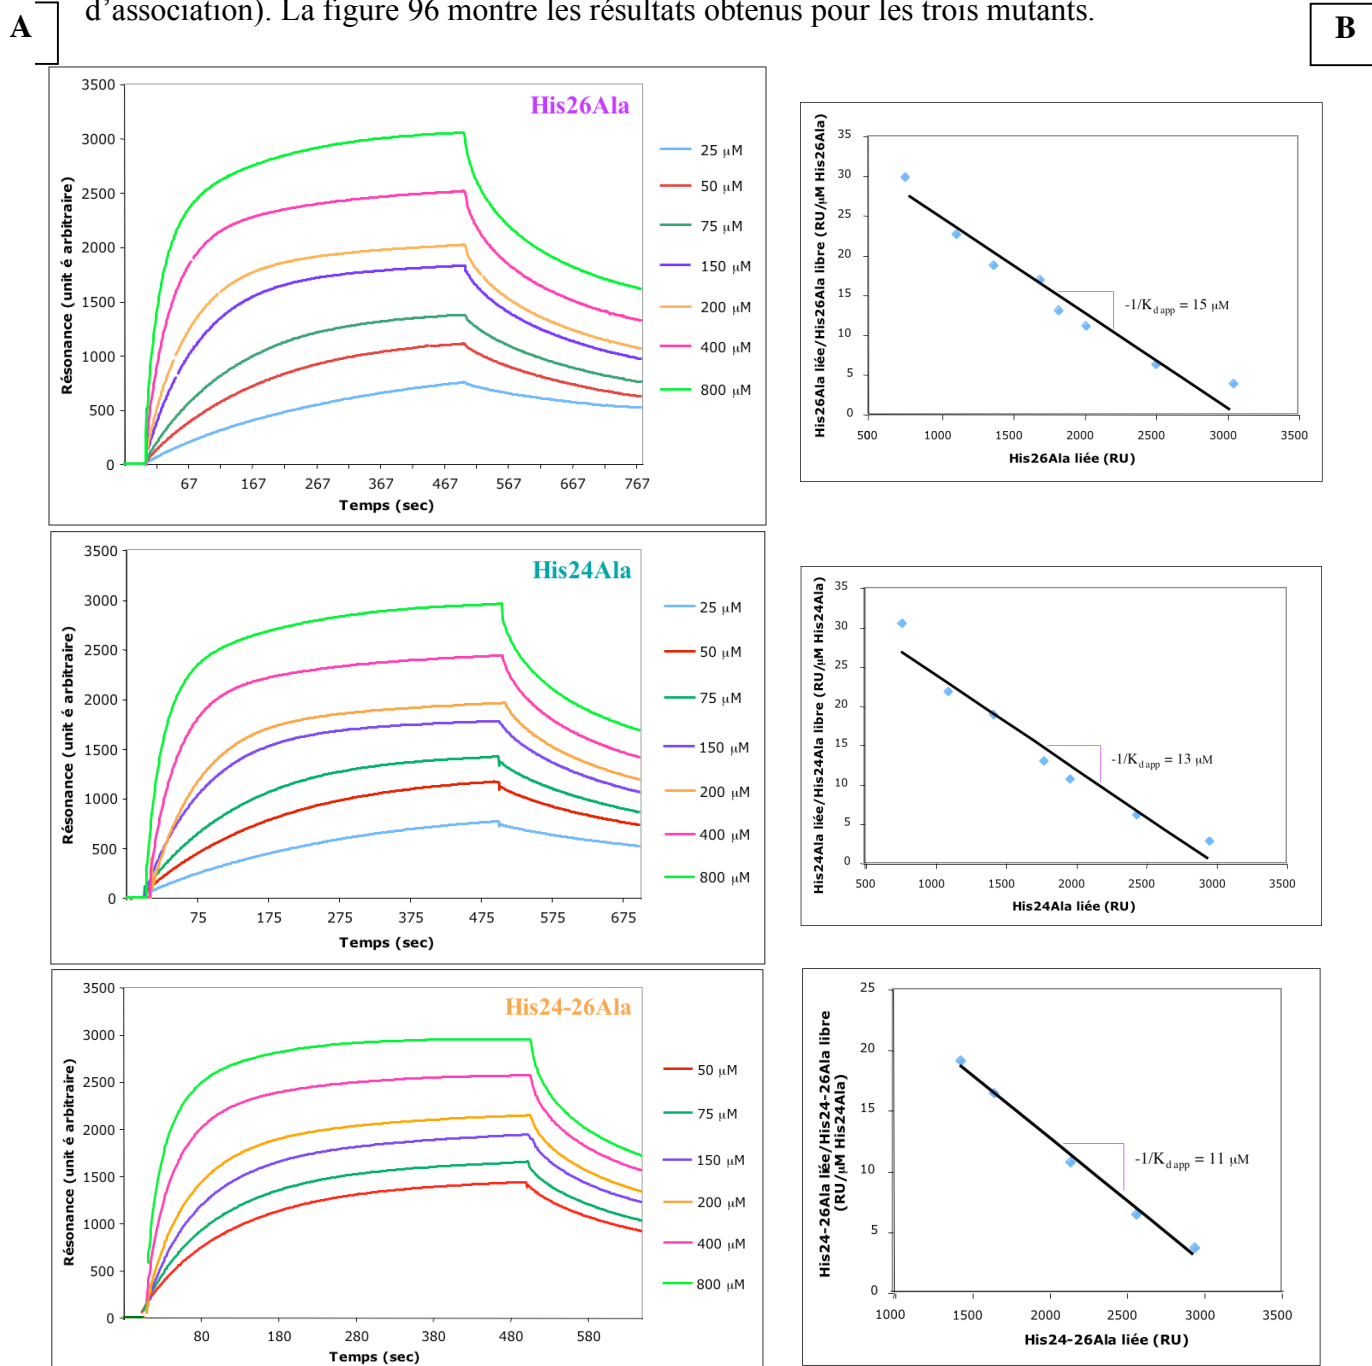 d’association). La figure 96 montre les résultats obtenus pour les trois mutants.
A
B
His26Ala
Résonance (unit é arbitraire)
3500
3000
2500
2000
1500
1000
500
0
67 167 267 367 467 567 667 767
Temps (sec)
25 μM
50 μM
75 μM
150 μM
200 μM
400 μM
800 μM
His26Ala liée/His26Ala libre (RU/μM His26Ala)
35
30
25
20
15
10
5
0
500 1000 1500 2000 2500 3000 3500
His26Ala liée (RU)
-1/Kd app = 15 μM
His24Ala
Résonance (unit é arbitraire)
3500
3000
2500
2000
1500
1000
500
0
75 175 275 375 475 575 675
Temps (sec)
25 μM
50 μM
75 μM
150 μM
200 μM
400 μM
800 μM
His24Ala liée/His24Ala libre (RU/μM His24Ala)
35
30
25
20
15
10
5
0
500 1000 1500 2000 2500 3000 3500
His24Ala liée (RU)
-1/Kd app = 13 μM
His24-26Ala
Résonance (unit é arbitraire)
3500
3000
2500
2000
1500
1000
500
0
80 180 280 380 480 580
Temps (sec)
50 μM
75 μM
150 μM
200 μM
400 μM
800 μM
His24-26Ala liée/His24-26Ala libre
(RU/μM His24Ala)
25
20
15
10
5
0
1000 1500 2000 2500 3000 3500
His24-26Ala liée (RU)
-1/Kd app = 11 μM